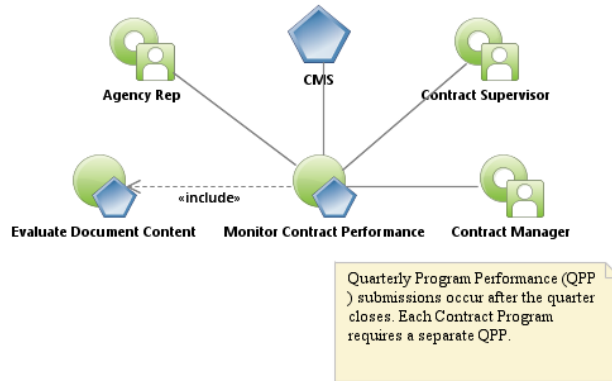 CMS
Agency Rep
Contract Supervisor
«include»
Evaluate Document Content
Monitor Contract Performance
Contract Manager
Quarterly Program Performance (QPP
) submissions occur after the quarter
closes. Each Contract Program
requires a separate QPP.